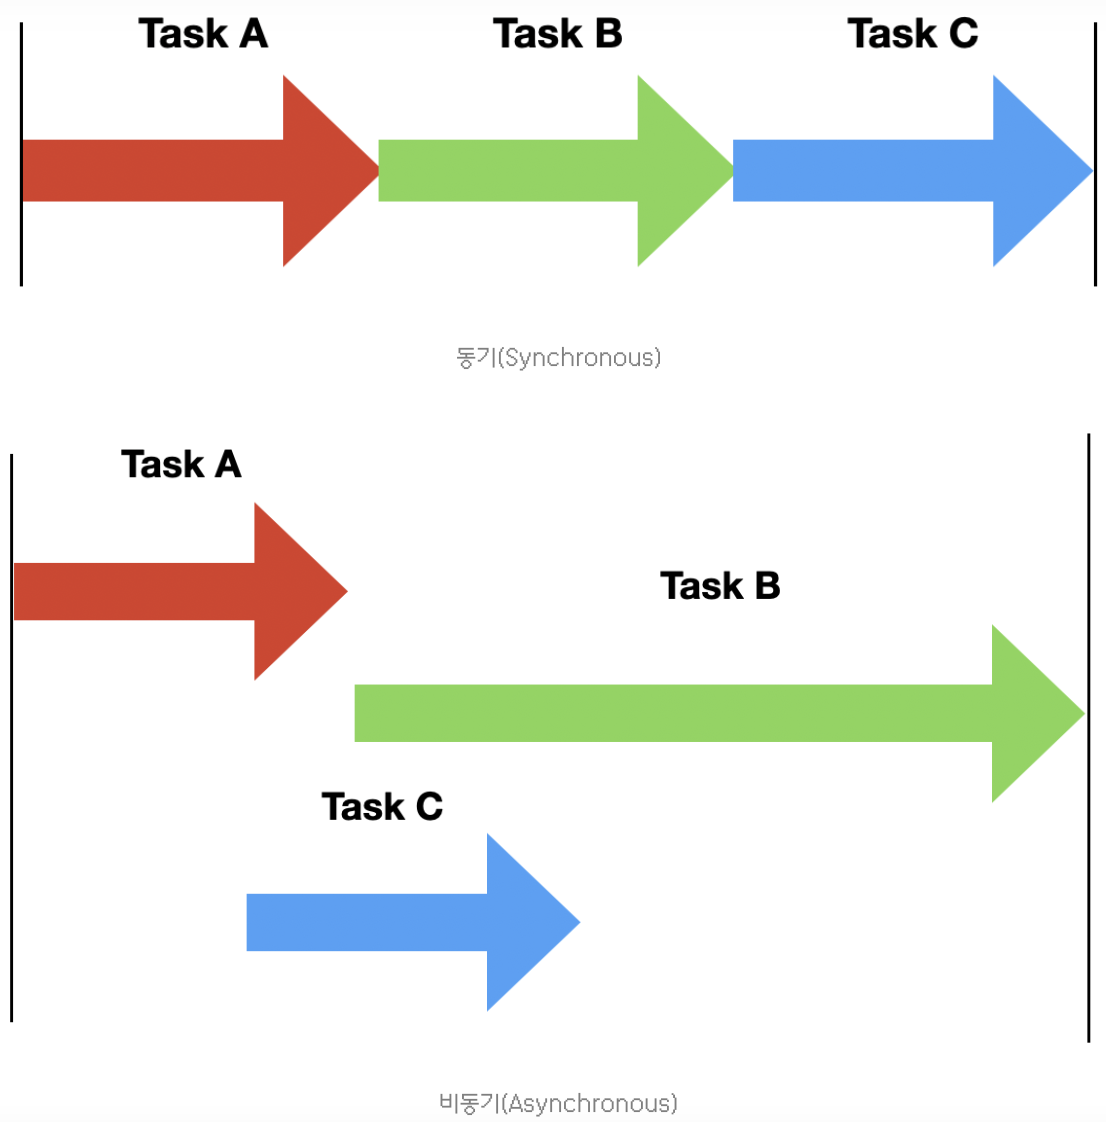 Task A Task B Task C
동기(Synchronous)
Task A
Task B
Task C
비동기(Asynchronous)